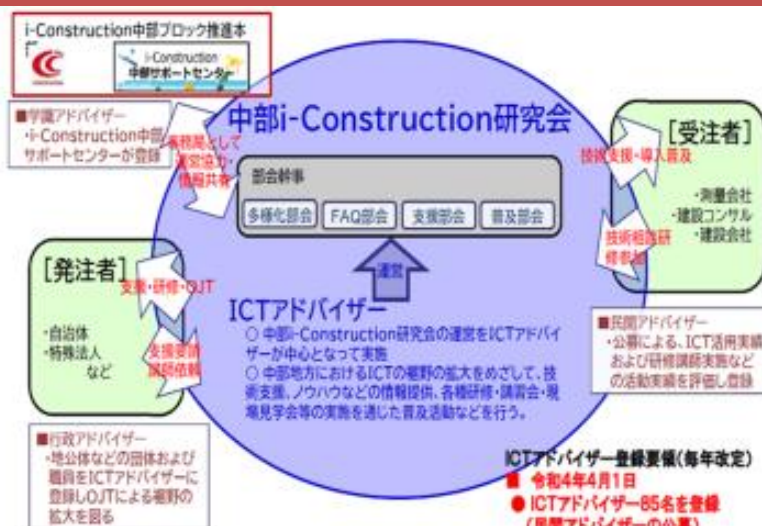 i-Construction中部ブロック推進本
i-Construction
中部サポートセンター
■学識アドバイザー
・i-Construction中部
サポートセンターが登録
事務局として
運営協力・
情報共有
中部i-Construction研究会
部会幹事
多様化部会
FAQ部会
支援部会
普及部会
運営
ICTアドバイザー
○ 中部i-Construction研究会の運営をICTアドバイ
ザーが中心となって実施
○ 中部地方におけるICTの裾野の拡大をめざして、技
術支援、ノウハウなどの情報提供、各種研修・講習会・現
場見学会等の実施を通じた普及活動などを行う。
[受注者]
技術支援・導入普及
・測量会社
・建設コンサル
・建設会社
技術相談研
修参加
[発注者]
支援・研修・OJT
・自治体
・特殊法人
など
支援要請
講師依頼
■民間アドバイザー
・公募による、ICT活用実績
および研修講師実施など
の活動実績を評価し登録
■行政アドバイザー
・地公体などの団体および
職員をICTアドバイザーに
登録しOJTによる裾野の
拡大を図る
ICTアドバイザー登録要領(毎年改定)
■ 令和4年4月1日
● ICTアドバイザー85名を登録
(民間アドバイザーの公募)